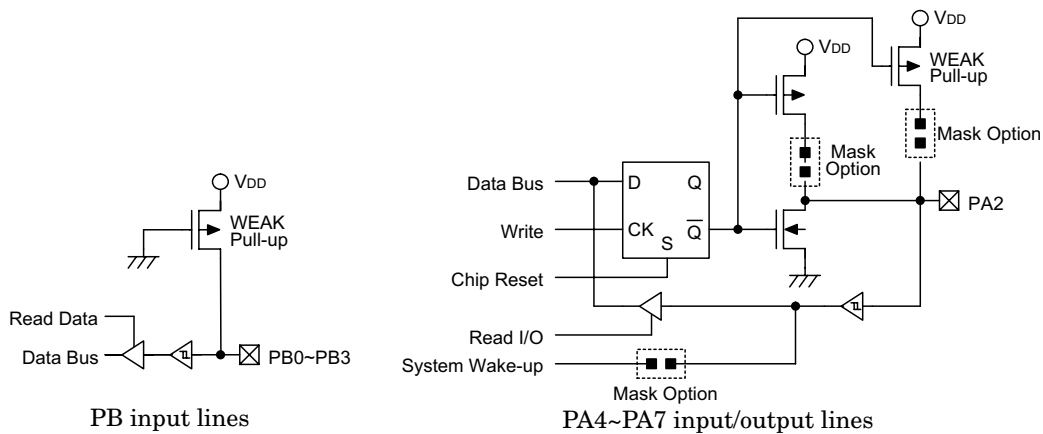 VDD
WEAK
Pull-up
Read Data
Data Bus
PB0~PB3
PB input lines
VDD
VDD
WEAK
Pull-up
Mask Option
Mask
Option
Data Bus
D
Q
Write
CK
S
Q
PA2
Chip Reset
Read I/O
System Wake-up
Mask Option
PA4~PA7 input/output lines